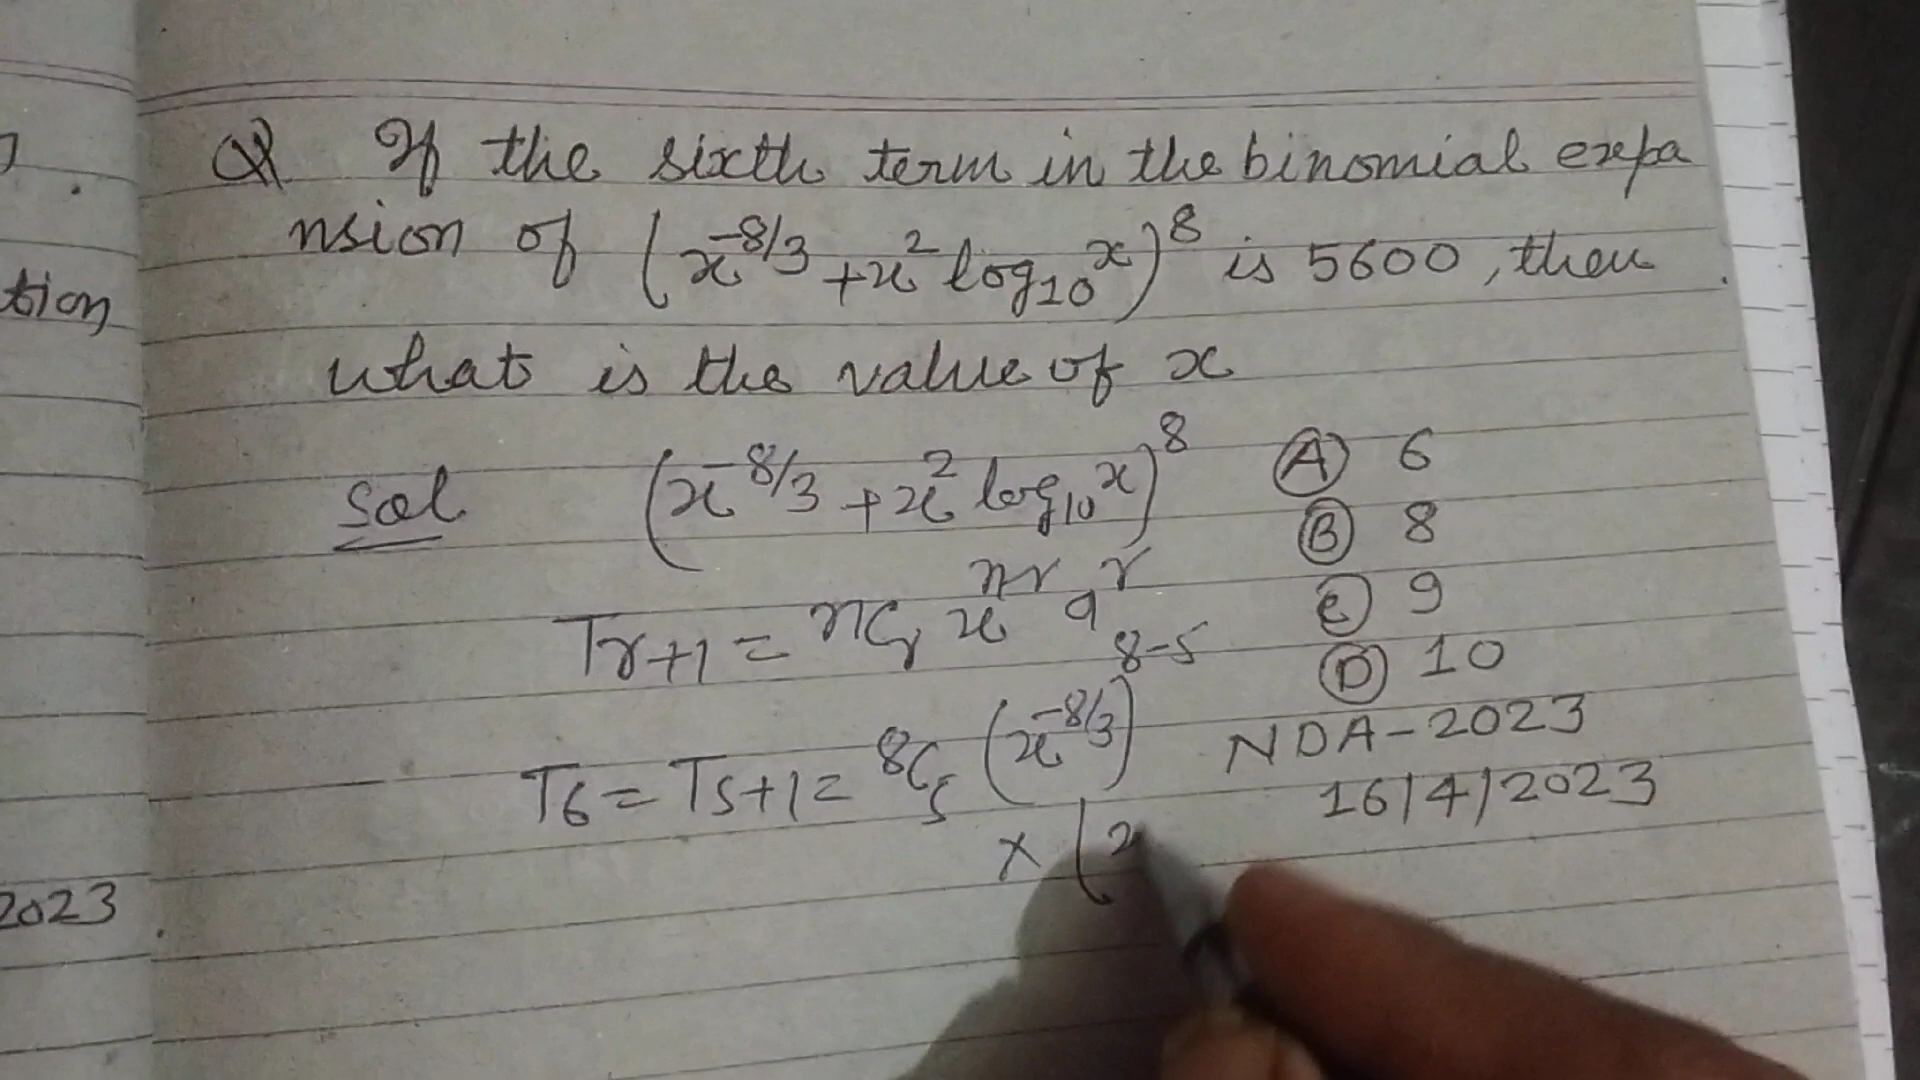 Q If the sixth term in the binomial expa
nsion of (x^-8/3 + x^2 log10 x)^8 is 5600, then
what is the value of x
Sol (x^-8/3 + x^2 log10 x)^8
Tr+1 = nCr x^n-r a^r
T6 = T5+1 = 8C5 (x^-8/3)^8-5
× (x
(A) 6
(B) 8
(C) 9
(D) 10
NDA-2023
16/4/2023
tion
2023